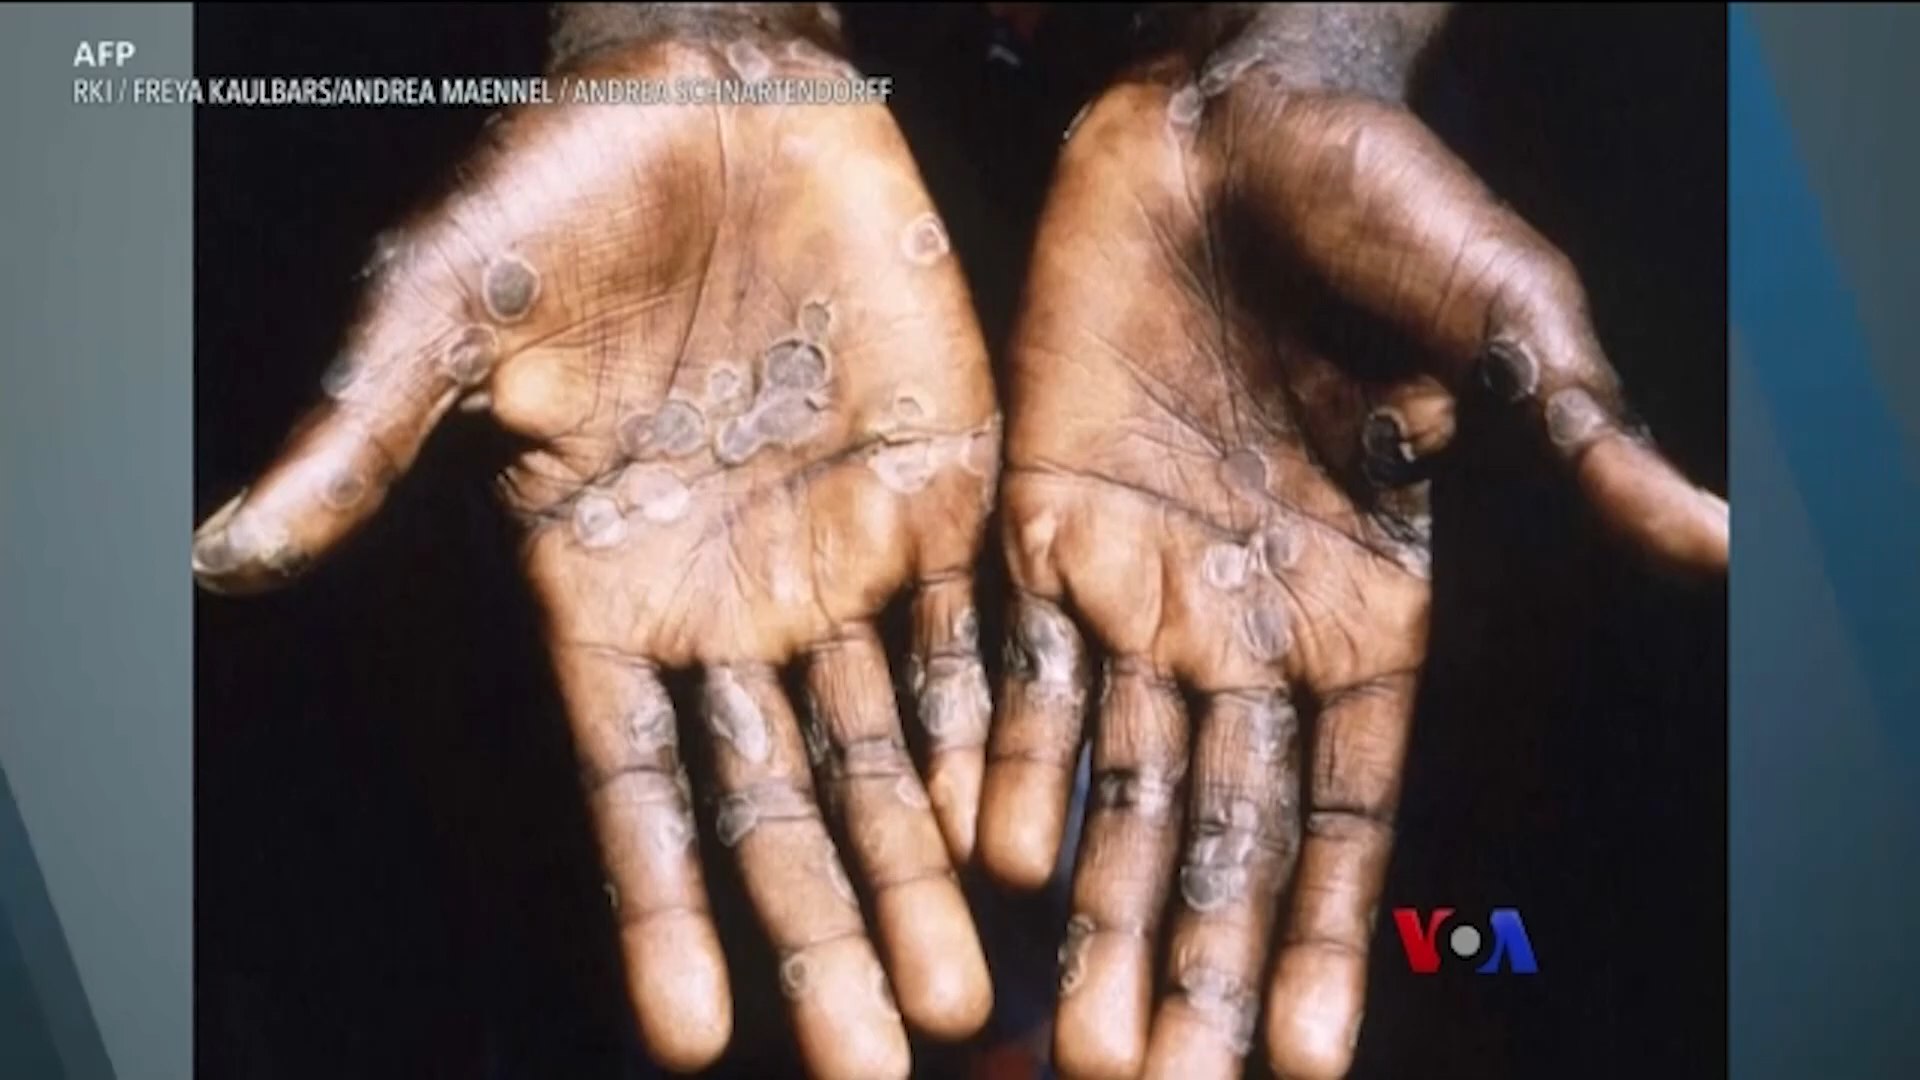 AFP
RKI / FREYA KAULBARS/ANDREA MAENNEL / ANDREA SCHNARTENDORFF
VOA